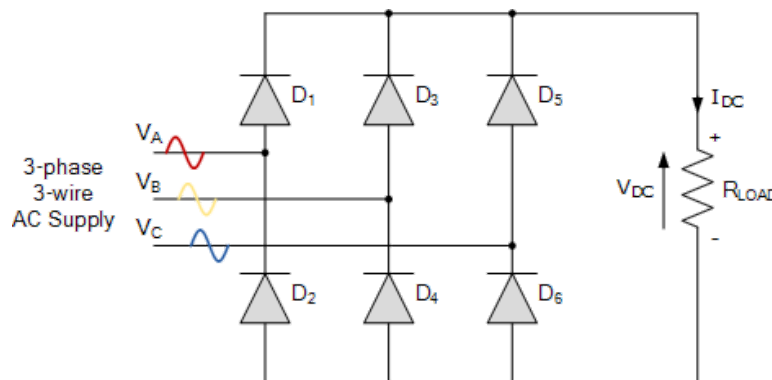 D1
D3
D5
IDC
VA
+
3-phase
3-wire
AC Supply
VB
VDC
RLOAD
VC
-
D2
D4
D6